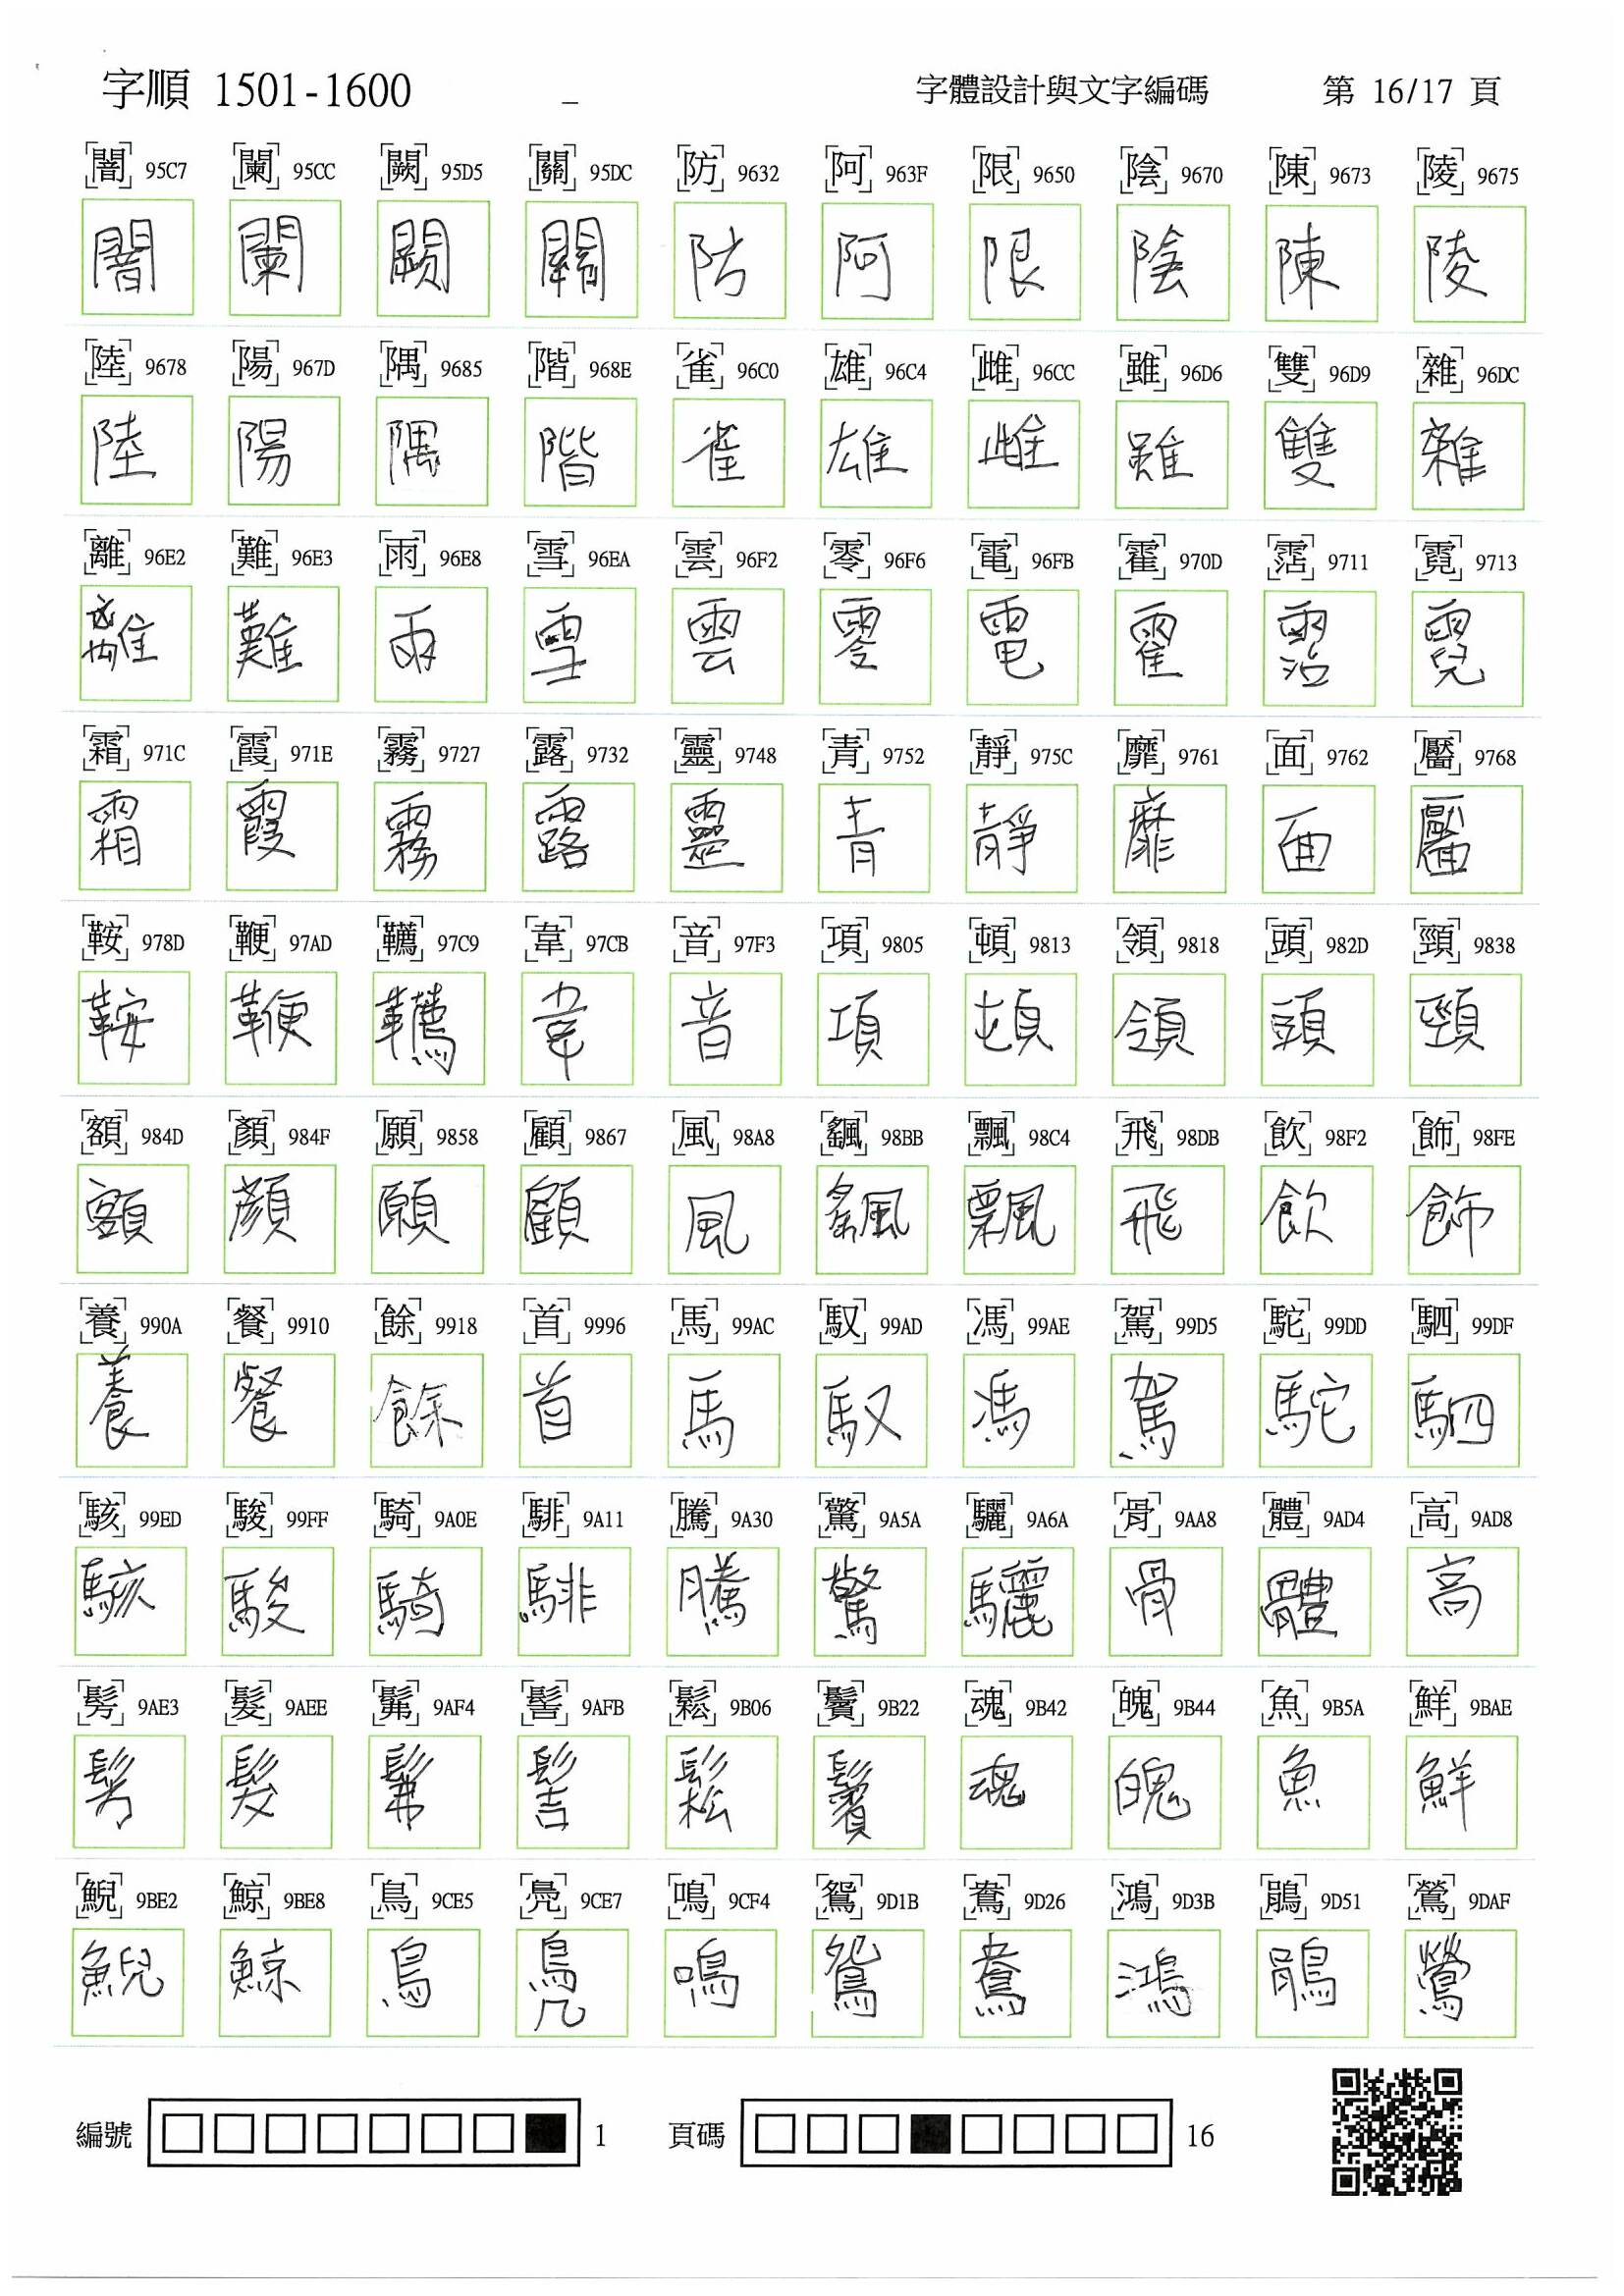 字順 1501-1600 字體設計與文字編碼 第 16/17 頁
闇 95C7 闌 95CC 闕 95D5 關 95DC 防 9632 阿 963F 限 9650 陰 9670 陳 9673 陵 9675
闇 闌 闕 關 防 阿 限 陰 陳 陵
陸 9678 陽 967D 隅 9685 階 968E 雀 96C0 雄 96C4 雌 96CC 雖 96D6 雙 96D9 雜 96DC
陸 陽 隅 階 雀 雄 雌 雖 雙 雜
離 96E2 難 96E3 雨 96E8 雪 96EA 雲 96F2 零 96F6 電 96FB 霍 970D 霑 9711 霓 9713
離 難 雨 雪 雲 零 電 霍 霑 霓
霜 971C 霞 971E 霧 9727 露 9732 靈 9748 青 9752 靜 975C 靡 9761 面 9762 靨 9768
霜 霞 霧 露 靈 青 靜 靡 面 靨
鞍 978D 鞭 97AD 韉 97C9 韋 97CB 音 97F3 項 9805 頓 9813 領 9818 頭 982D 頸 9838
鞍 鞭 韉 韋 音 項 頓 領 頭 頸
額 984D 顏 984F 願 9858 顧 9867 風 98A8 颻 98BB 飄 98C4 飛 98DB 飲 98F2 飾 98FE
額 顏 願 顧 風 颻 飄 飛 飲 飾
養 990A 餐 9910 餘 9918 首 9996 馬 99AC 馭 99AD 馮 99AE 駕 99D5 駝 99DD 駟 99DF
養 餐 餘 首 馬 馭 馮 駕 駝 駟
駭 99ED 駿 99FF 騎 9A0E 騑 9A11 騰 9A30 驚 9A5A 驪 9A6A 骨 9AA8 體 9AD4 高 9AD8
駭 駿 騎 騑 騰 驚 驪 骨 體 高
髣 9AE3 髮 9AEE 髴 9AF4 髻 9AFB 鬆 9B06 鬢 9B22 魂 9B42 魄 9B44 魚 9B5A 鮮 9BAE
髣 髮 髴 髻 鬆 鬢 魂 魄 魚 鮮
鯢 9BE2 鯨 9BE8 鳥 9CE5 鳧 9CE7 鳴 9CF4 鴛 9D1B 鴦 9D26 鴻 9D3B 鵑 9D51 鶯 9DAF
鯢 鯨 鳥 鳧 鳴 鴛 鴦 鴻 鵑 鶯
編號 1 頁碼 16